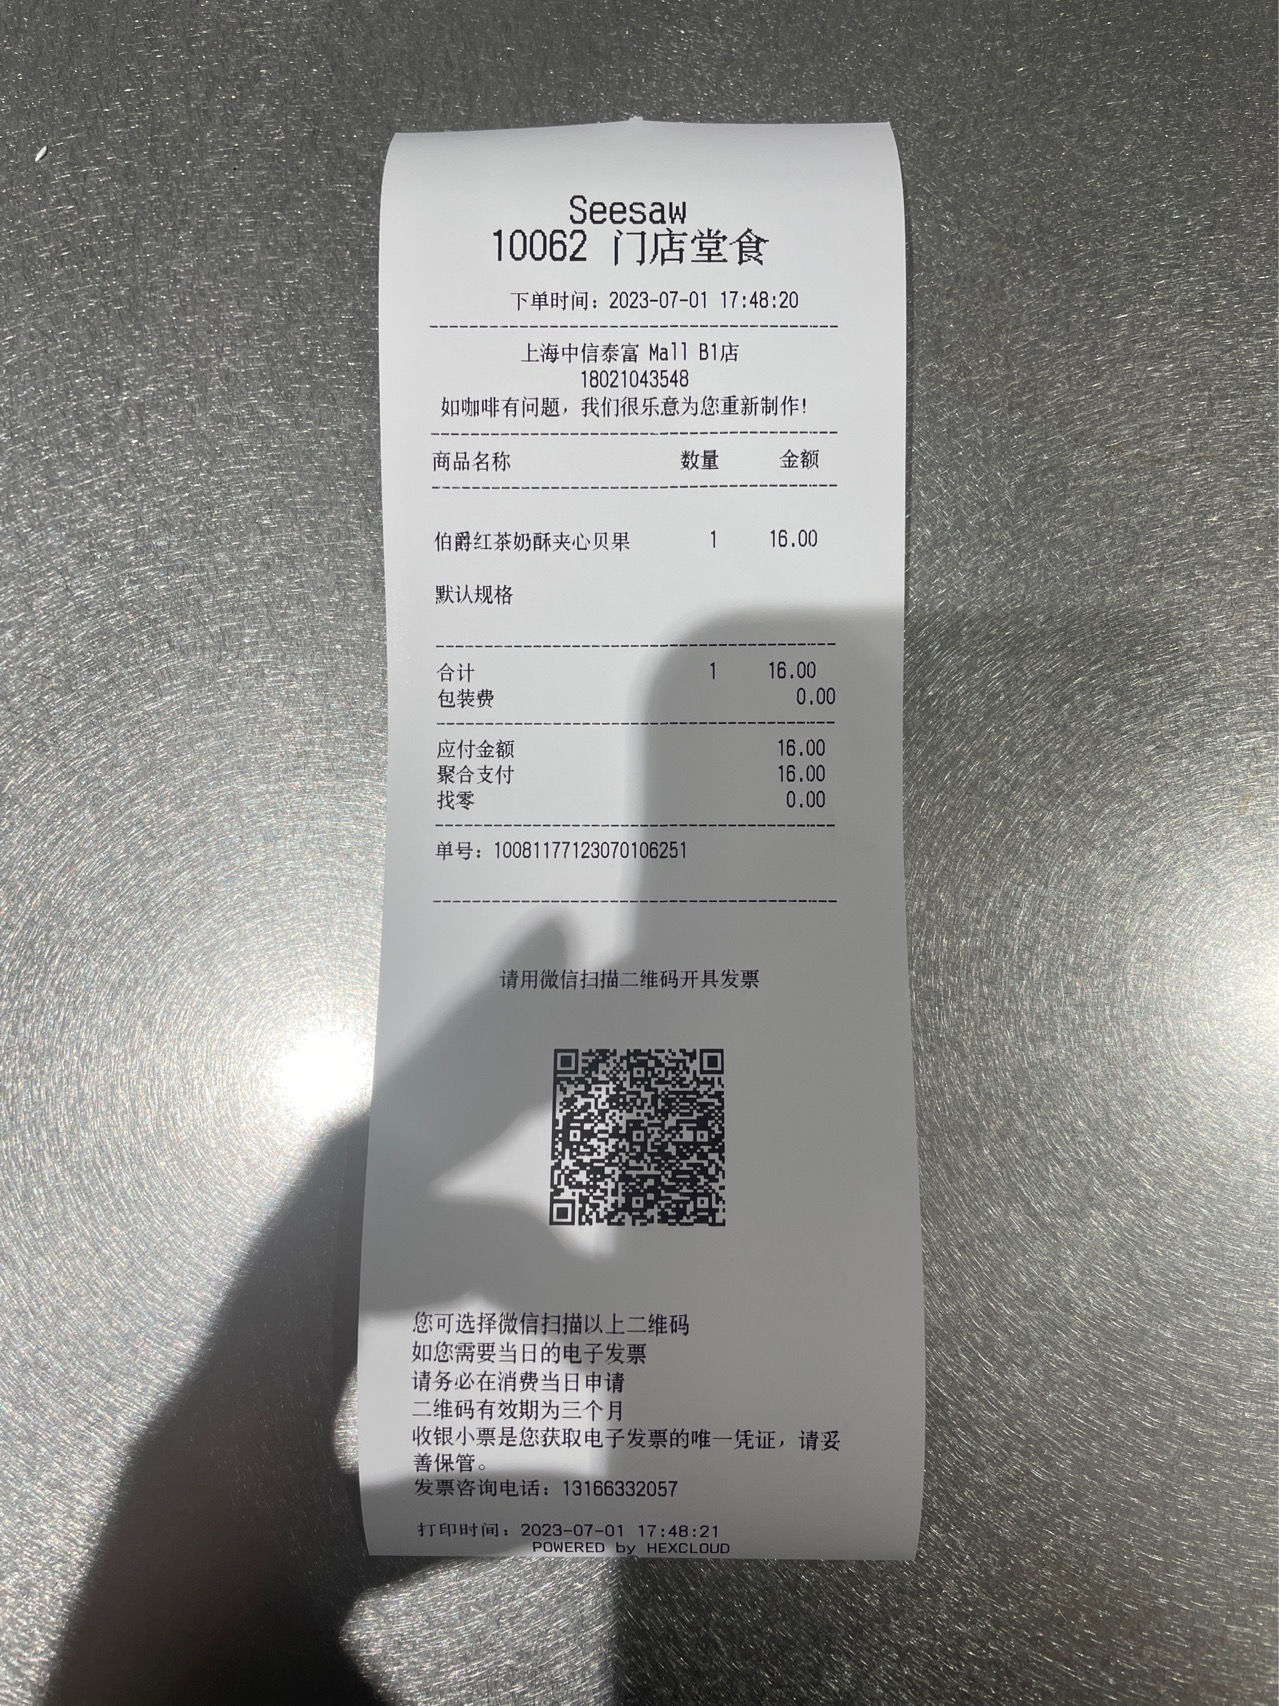 Seesaw
10062 门店堂食
下单时间：2023-07-01 17:48:20
上海中信泰富 Mall B1店
18021043548
如咖啡有问题，我们很乐意为您重新制作！
商品名称 数量 金额
伯爵红茶奶酥夹心贝果 1 16.00
默认规格
合计 1 16.00
包装费 0.00
应付金额 16.00
聚合支付 16.00
找零 0.00
单号：10081177123070106251
请用微信扫描二维码开具发票
您可选择微信扫描以上二维码
如您需要当日的电子发票
请务必在消费当日申请
二维码有效期为三个月
收银小票是您获取电子发票的唯一凭证，请妥
善保管。
发票咨询电话：13166332057
打印时间：2023-07-01 17:48:21
POWERED by HEXCLOUD